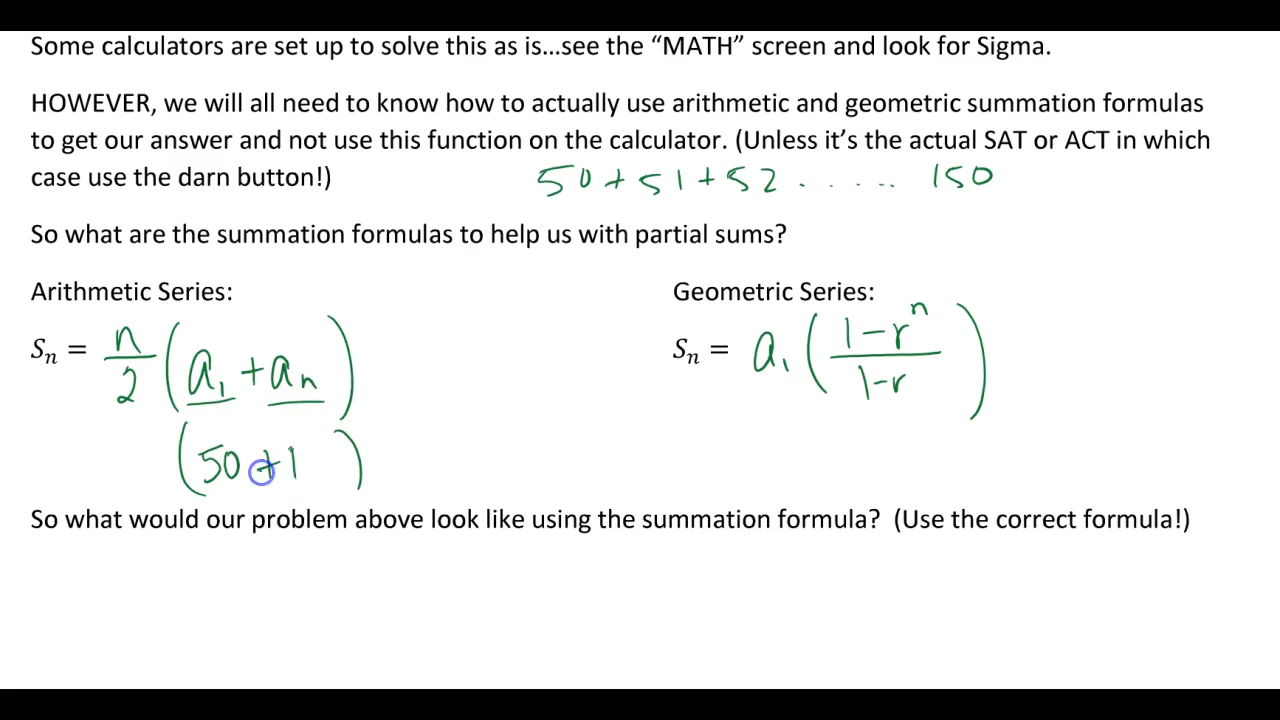 Some calculators are set up to solve this as is…see the “MATH” screen and look for Sigma.
HOWEVER, we will all need to know how to actually use arithmetic and geometric summation formulas
to get our answer and not use this function on the calculator. (Unless it’s the actual SAT or ACT in which
case use the darn button!)
50 + 51 + 52 . . . . . . 150
So what are the summation formulas to help us with partial sums?
Arithmetic Series:
Sₙ = n/2 (a₁ + aₙ)
(50 + 1 )
Geometric Series:
Sₙ = a₁ ((1-rⁿ)/(1-r))
So what would our problem above look like using the summation formula? (Use the correct formula!)